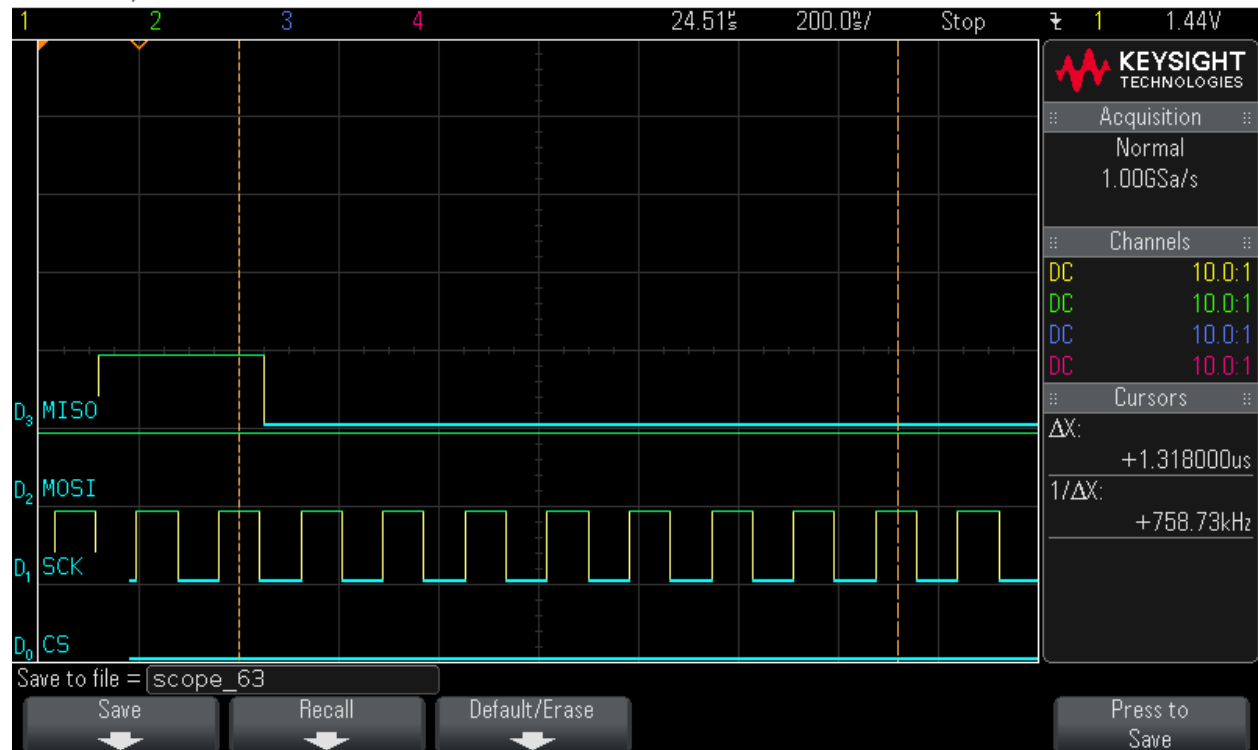 1 2 3 4 24.51µs 200.0ns/ Stop 1 1.44V
KEYSIGHT
TECHNOLOGIES
Acquisition
Normal
1.00GSa/s
Channels
DC 10.0:1
DC 10.0:1
DC 10.0:1
DC 10.0:1
Cursors
ΔX:
+1.318000us
1/ΔX:
+758.73kHz
D3 MISO
D2 MOSI
D1 SCK
D0 CS
Save to file = scope_63
Save Recall Default/Erase Press to
Save